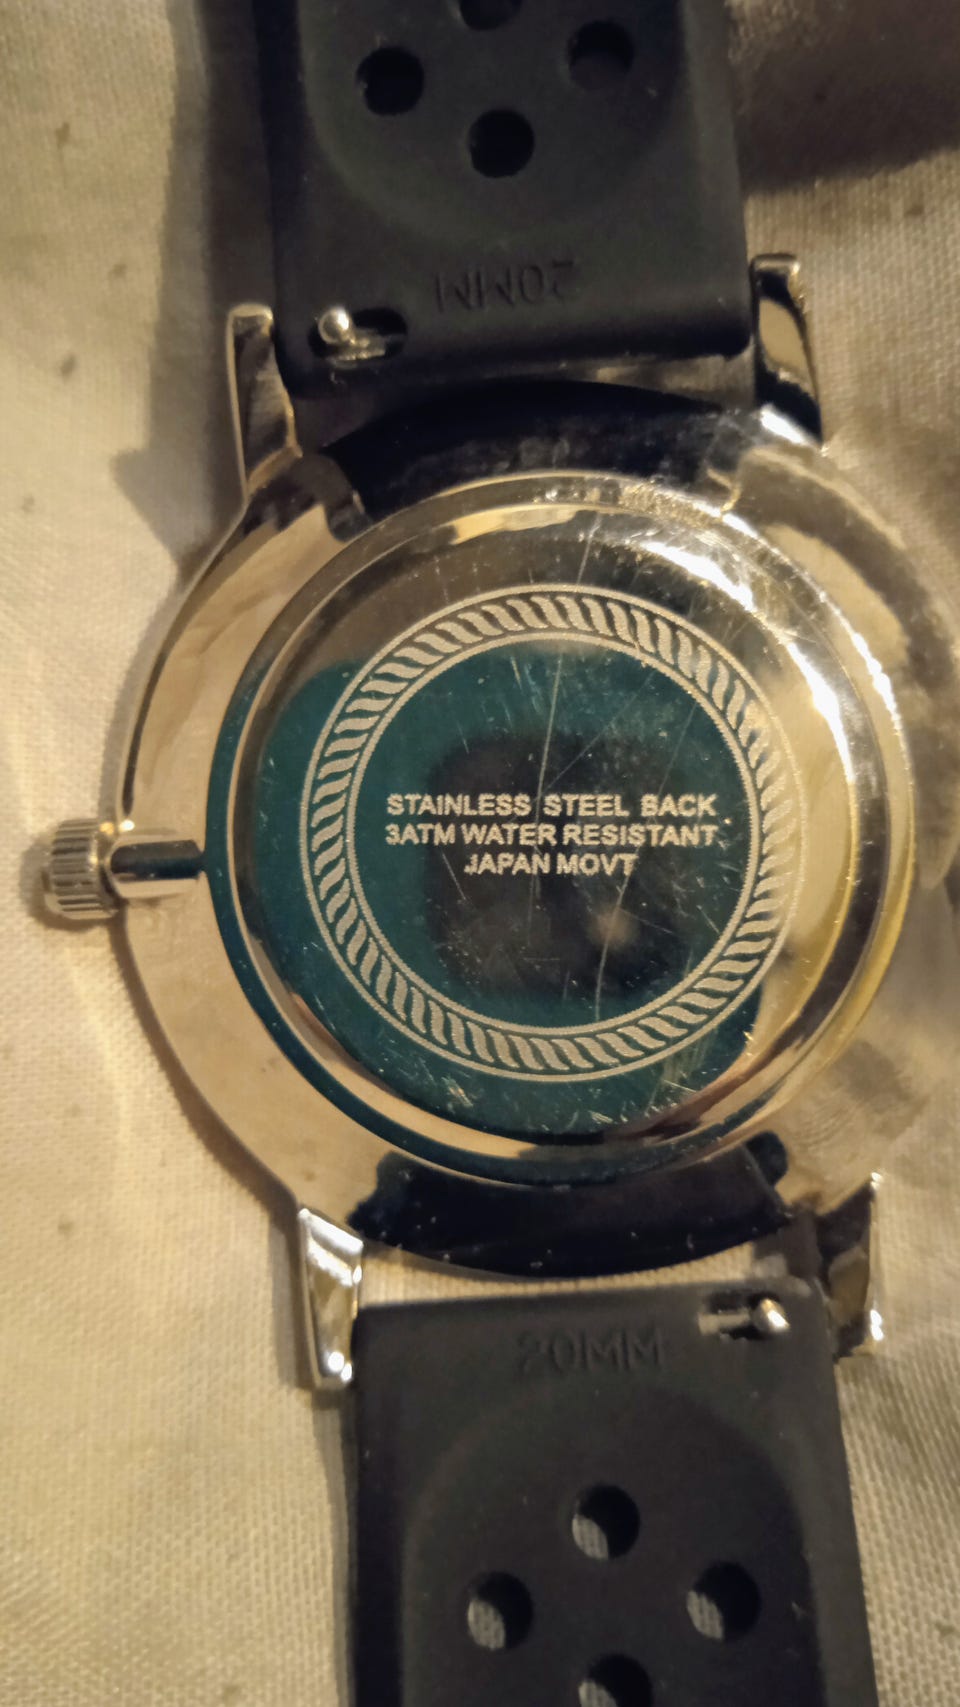 20MM
STAINLESS STEEL BACK
3ATM WATER RESISTANT
JAPAN MOVT
20MM